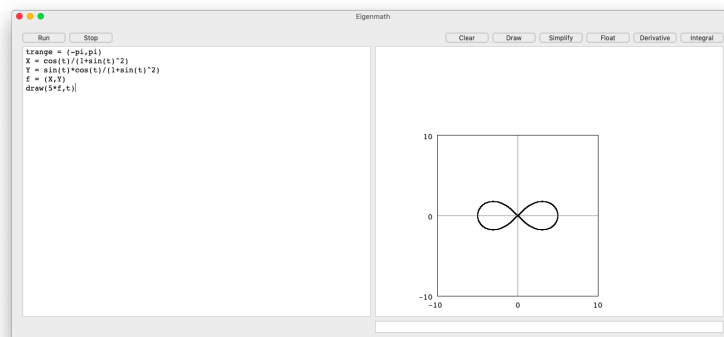 Eigenmath
Run Stop Clear Draw Simplify Float Derivative Integral
trange = (-pi,pi)
X = cos(t)/(1+sin(t)^2)
Y = sin(t)*cos(t)/(1+sin(t)^2)
f = (X,Y)
draw(5*f,t)
10
0
-10
-10 0 10